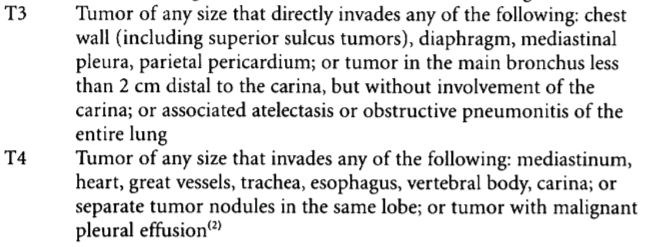 T3 Tumor of any size that directly invades any of the following: chest
wall (including superior sulcus tumors), diaphragm, mediastinal
pleura, parietal pericardium; or tumor in the main bronchus less
than 2 cm distal to the carina, but without involvement of the
carina; or associated atelectasis or obstructive pneumonitis of the
entire lung
T4 Tumor of any size that invades any of the following: mediastinum,
heart, great vessels, trachea, esophagus, vertebral body, carina; or
separate tumor nodules in the same lobe; or tumor with malignant
pleural effusion(2)